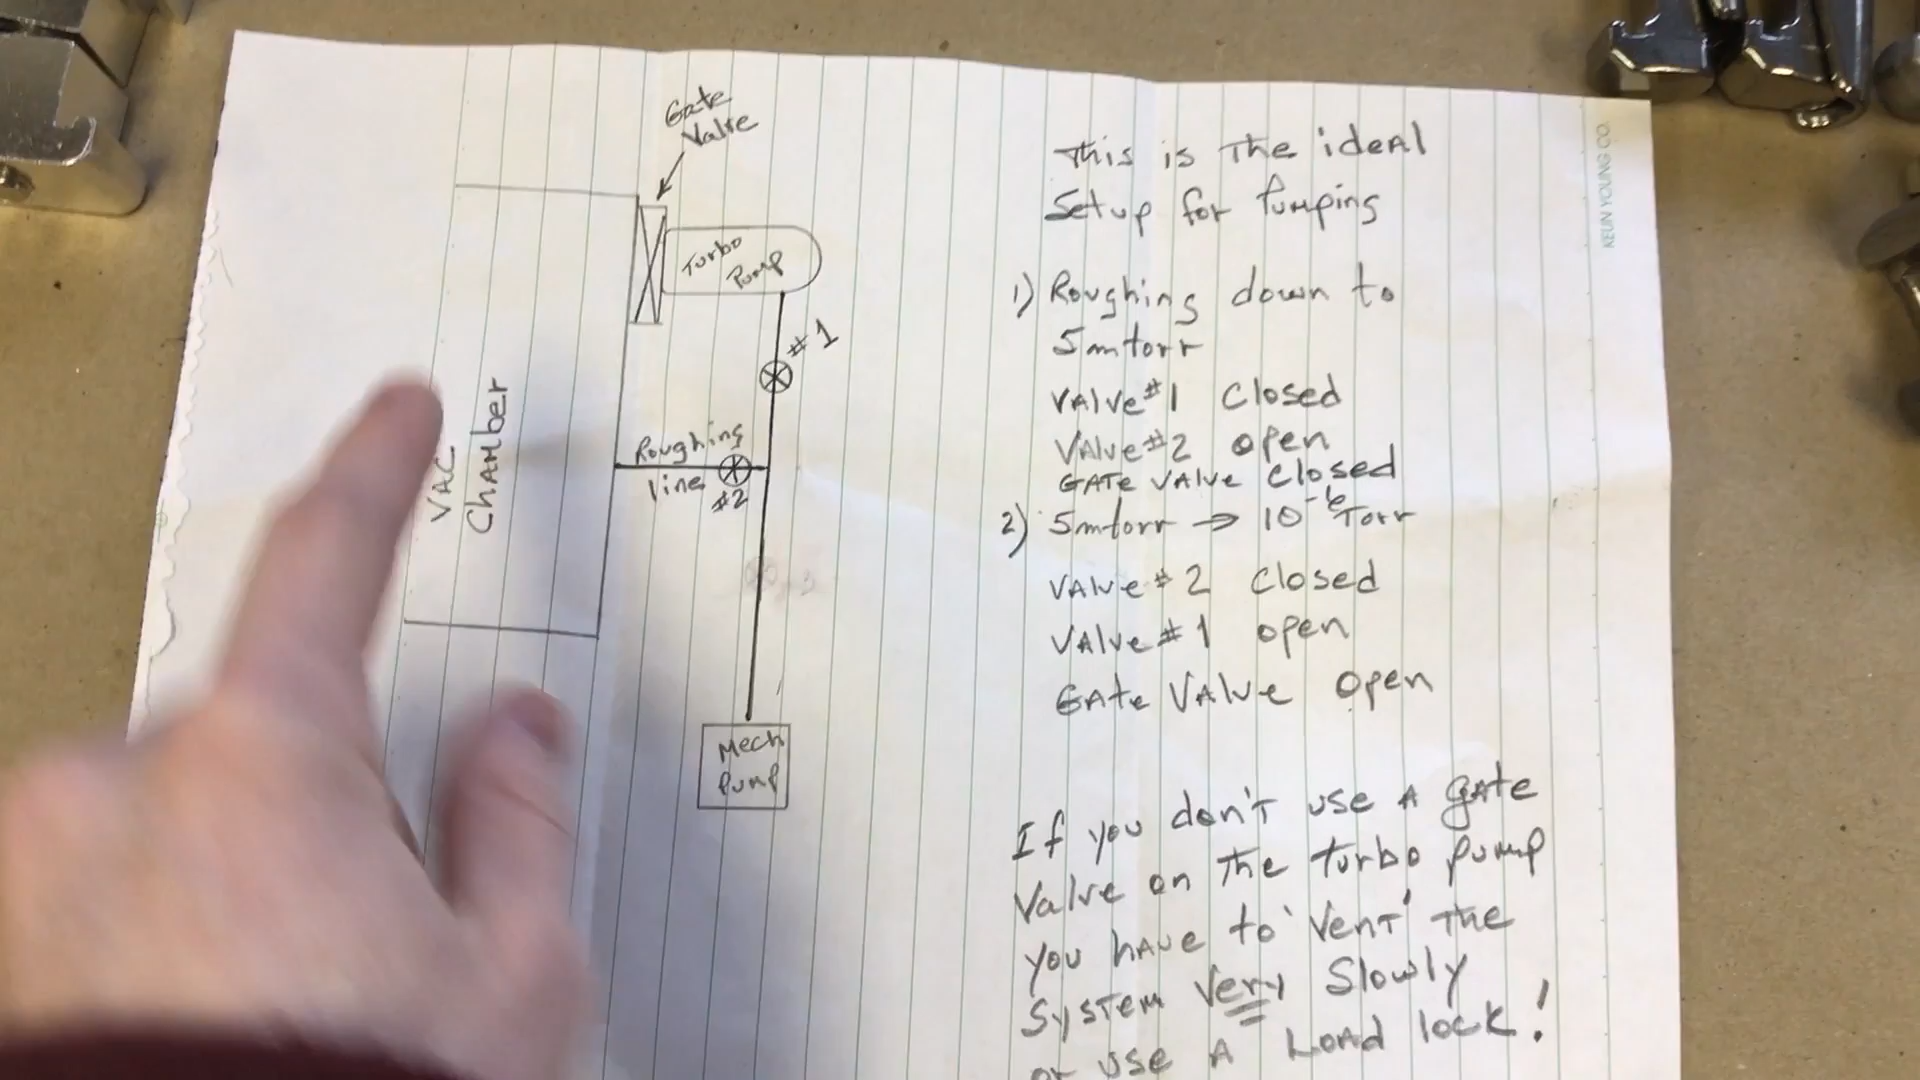 Gate
Valve
Turbo
Pump
#1
Roughing
line
#2
VAC
Chamber
Mech
Pump
This is The ideal
Setup for Pumping
1) Roughing down to
5mtorr
Valve #1 Closed
Valve #2 open
Gate Valve Closed
2) 5mtorr → 10⁻⁶ Torr
Valve #2 Closed
Valve #1 open
Gate Valve Open
If you don't use A gate
Valve on The turbo pump
you have to 'Vent' The
System Very Slowly
or use A Load lock!
KEUN YOUNG CO.